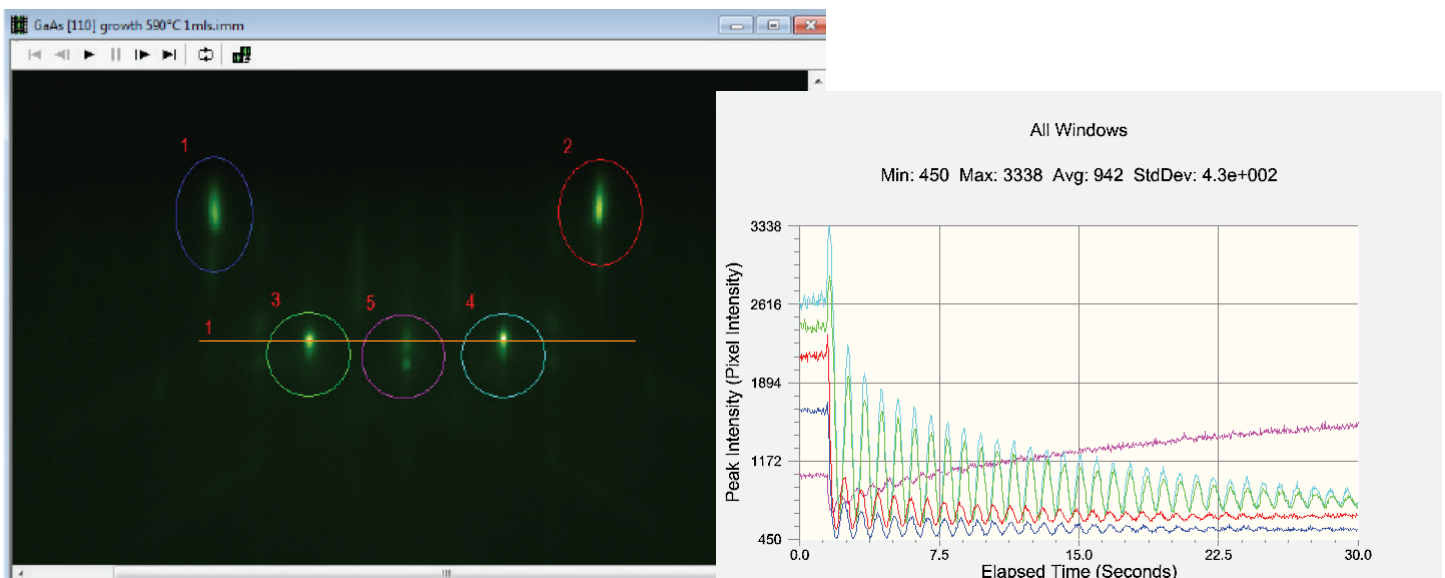 GaAs [110] growth 590°C 1mls.imm
1
2
3
5
4
1
All Windows
Min: 450 Max: 3338 Avg: 942 StdDev: 4.3e+002
Peak Intensity (Pixel Intensity)
3338
2616
1894
1172
450
0.0 7.5 15.0 22.5 30.0
Elapsed Time (Seconds)